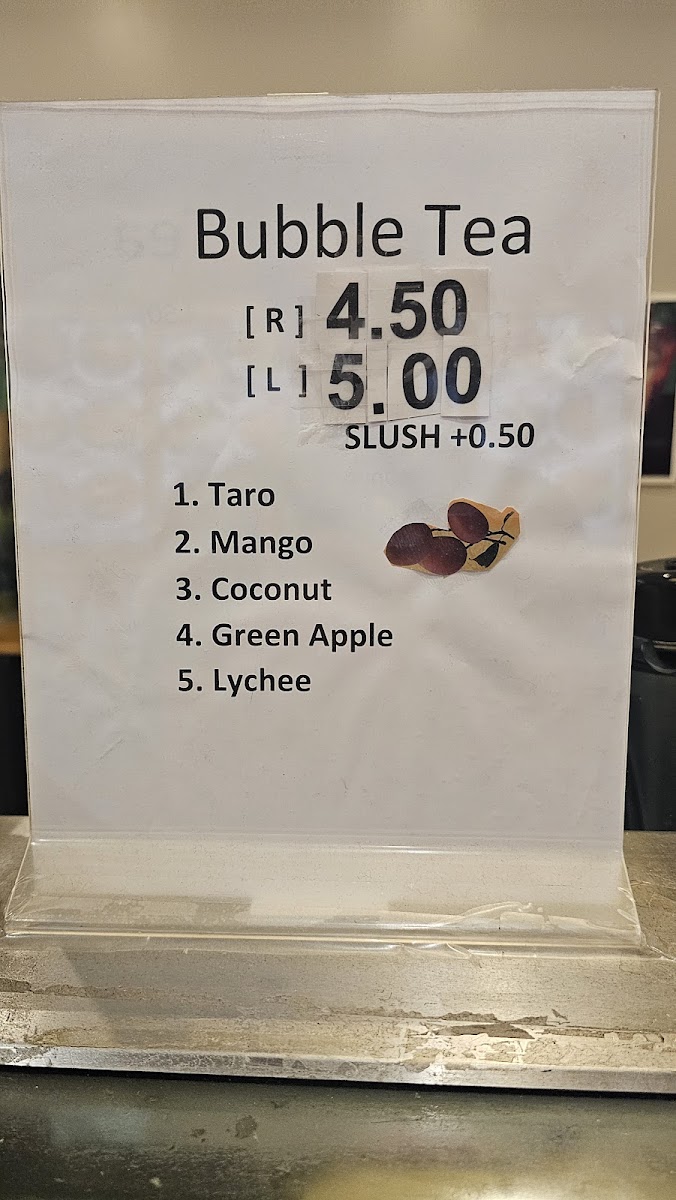 Bubble Tea
[ R ] 4.50
[ L ] 5.00
SLUSH +0.50
1. Taro
2. Mango
3. Coconut
4. Green Apple
5. Lychee